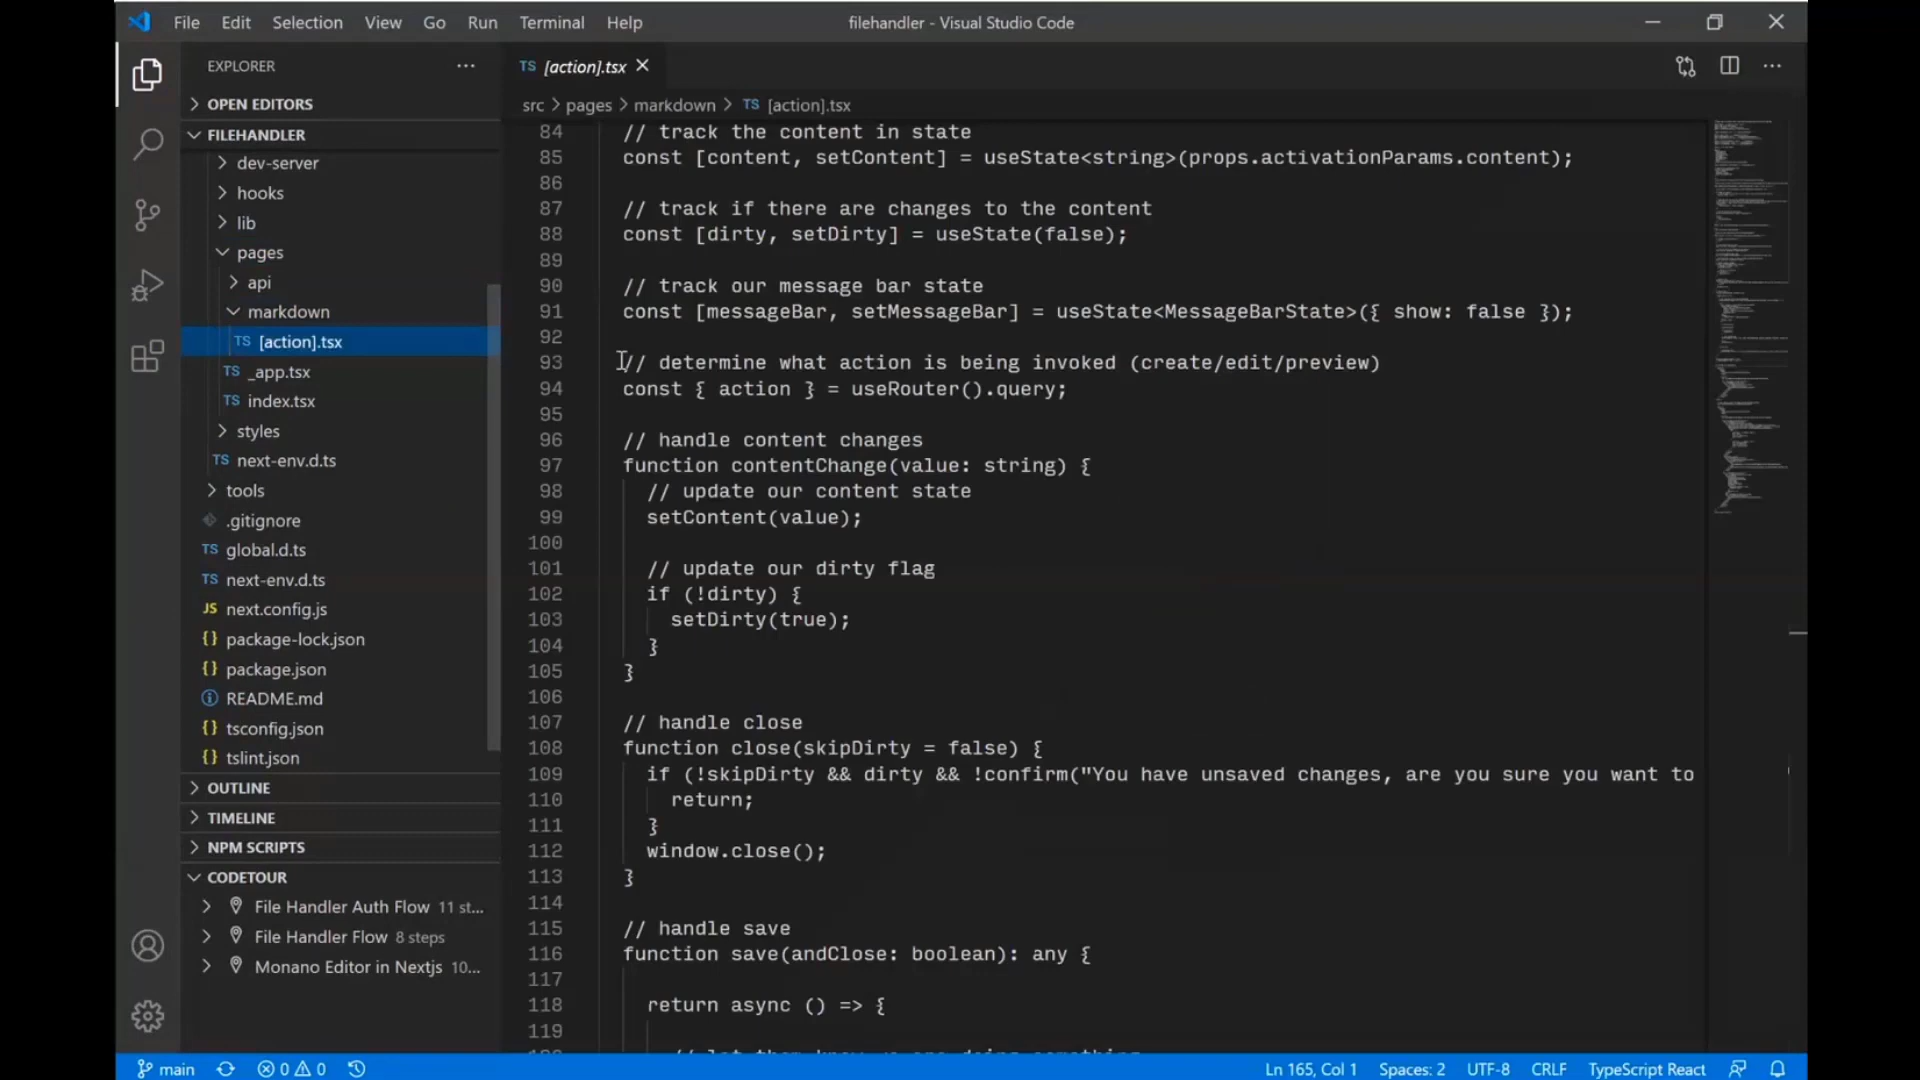 File Edit Selection View Go Run Terminal Help filehandler - Visual Studio Code
EXPLORER
OPEN EDITORS
FILEHANDLER
dev-server
hooks
lib
pages
api
markdown
TS [action].tsx
TS _app.tsx
TS index.tsx
styles
TS next-env.d.ts
tools
.gitignore
TS global.d.ts
TS next-env.d.ts
JS next.config.js
{} package-lock.json
{} package.json
README.md
{} tsconfig.json
{} tslint.json
OUTLINE
TIMELINE
NPM SCRIPTS
CODETOUR
File Handler Auth Flow 11 st...
File Handler Flow 8 steps
Monano Editor in Nextjs 10...
TS [action].tsx
src > pages > markdown > TS [action].tsx
84 // track the content in state
85 const [content, setContent] = useState<string>(props.activationParams.content);
86
87 // track if there are changes to the content
88 const [dirty, setDirty] = useState(false);
89
90 // track our message bar state
91 const [messageBar, setMessageBar] = useState<MessageBarState>({ show: false });
92
93 // determine what action is being invoked (create/edit/preview)
94 const { action } = useRouter().query;
95
96 // handle content changes
97 function contentChange(value: string) {
98 // update our content state
99 setContent(value);
100
101 // update our dirty flag
102 if (!dirty) {
103 setDirty(true);
104 }
105 }
106
107 // handle close
108 function close(skipDirty = false) {
109 if (!skipDirty && dirty && !confirm("You have unsaved changes, are you sure you want to
110 return;
111 }
112 window.close();
113 }
114
115 // handle save
116 function save(andClose: boolean): any {
117
118 return async () => {
119
main 0 0 Ln 165, Col 1 Spaces: 2 UTF-8 CRLF TypeScript React